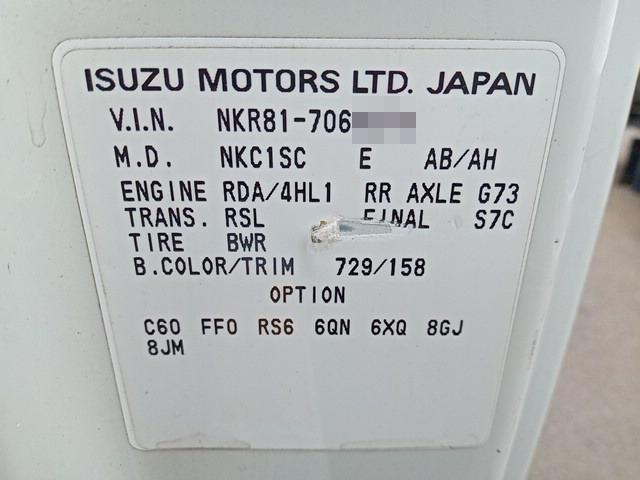 ISUZU MOTORS LTD. JAPAN
V.I.N. NKR81-706
M.D. NKC1SC E AB/AH
ENGINE RDA/4HL1 RR AXLE G73
TRANS. RSL FINAL S7C
TIRE BWR
B.COLOR/TRIM 729/158
OPTION
C60 FF0 RS6 6QN 6XQ 8GJ
8JM